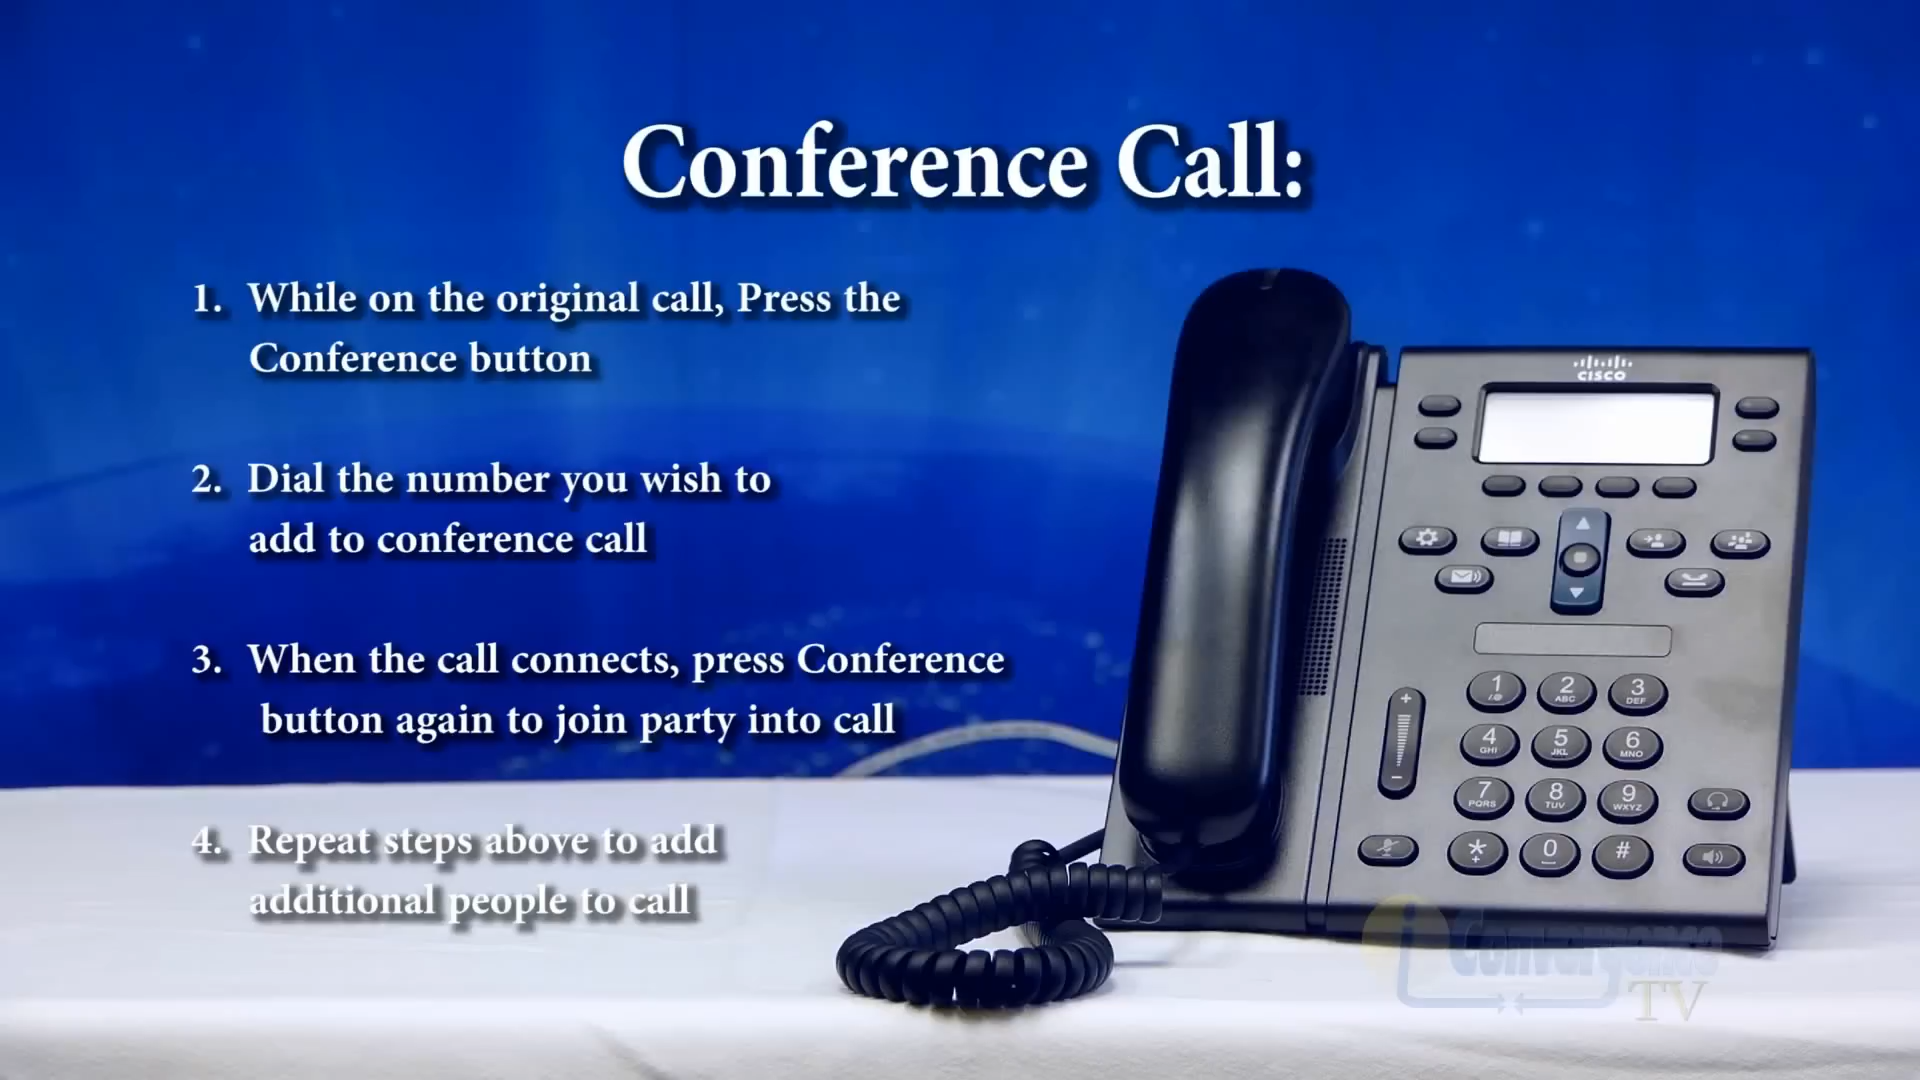 Conference Call:
1. While on the original call, Press the
Conference button
2. Dial the number you wish to
add to conference call
3. When the call connects, press Conference
button again to join party into call
4. Repeat steps above to add
additional people to call
CISCO
1
2 ABC
3 DEF
4 GHI
5 JKL
6 MNO
7 PQRS
8 TUV
9 WXYZ
*
+
0
#
+
−
i Convergence
TV